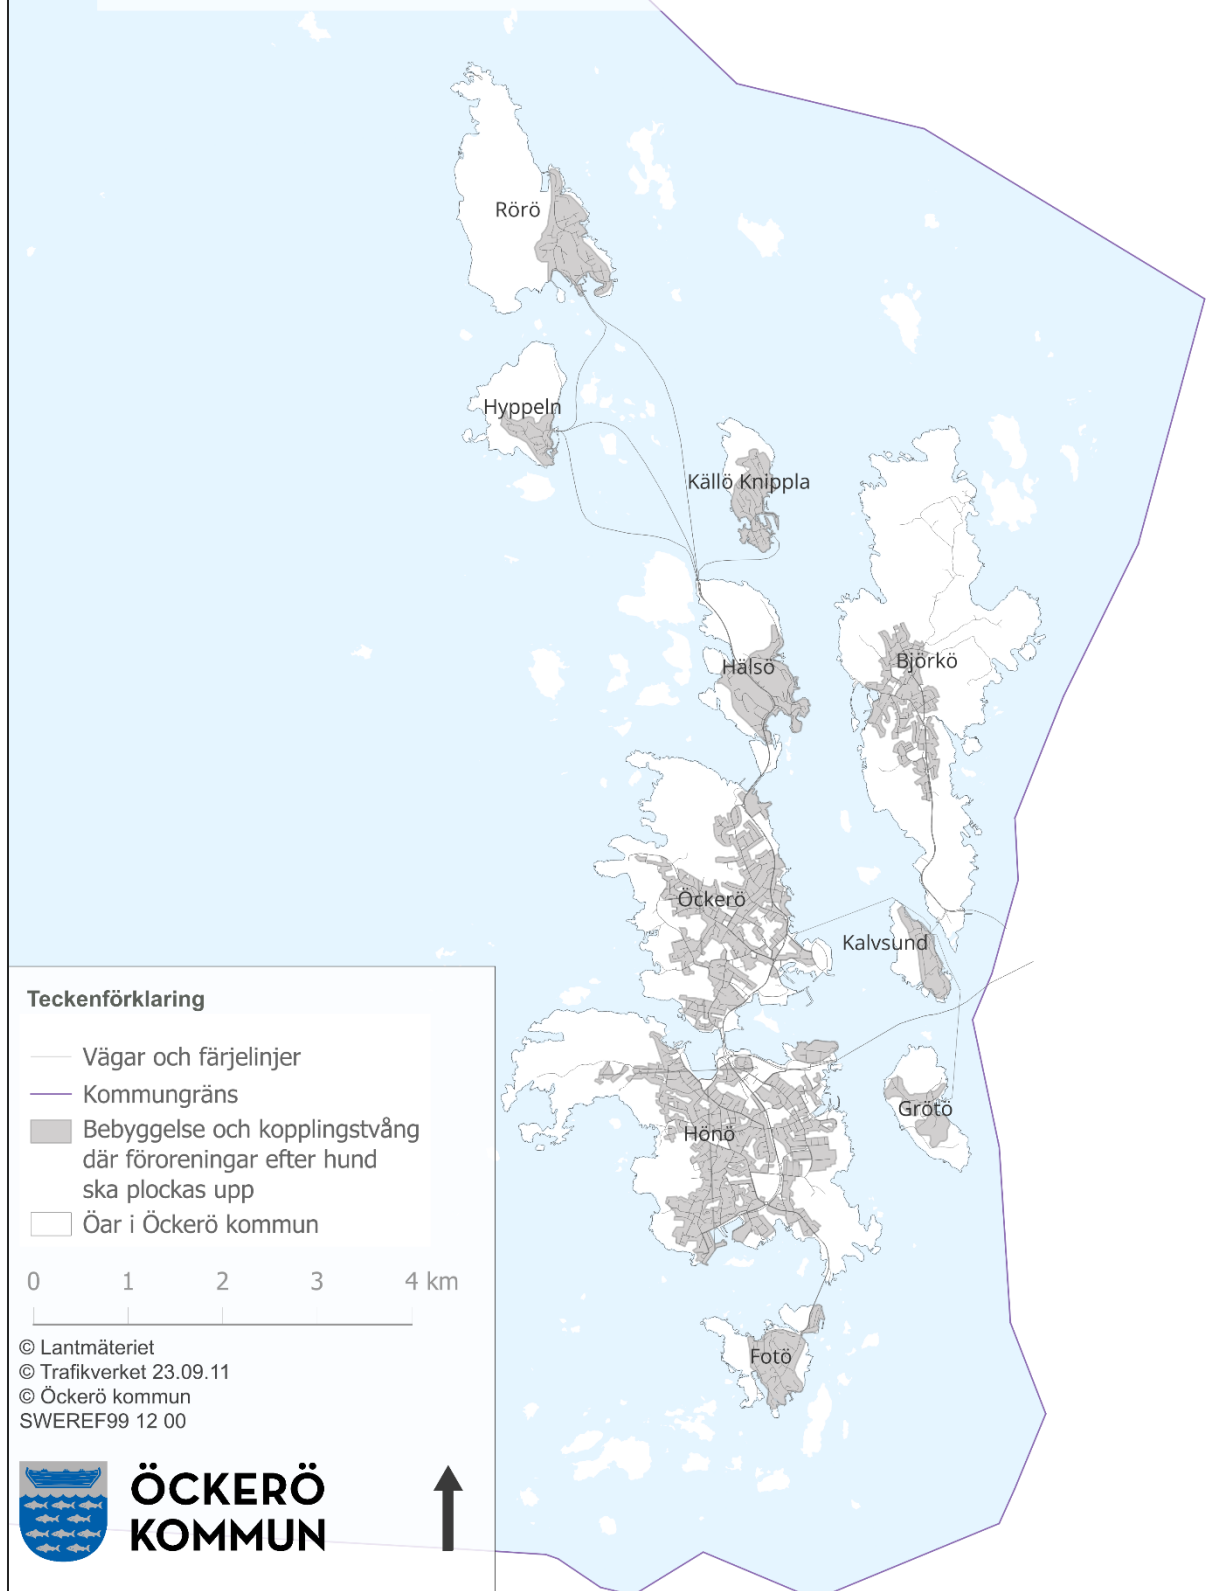 Rörö
Hyppeln
Källö Knippla
Hälsö
Björkö
Öckerö
Kalvsund
Grötö
Hönö
Fotö
Teckenförklaring
Vägar och färjelinjer
Kommungräns
Bebyggelse och kopplingstvång
där föroreningar efter hund
ska plockas upp
Öar i Öckerö kommun
0 1 2 3 4 km
© Lantmäteriet
© Trafikverket 23.09.11
© Öckerö kommun
SWEREF99 12 00
ÖCKERÖ
KOMMUN